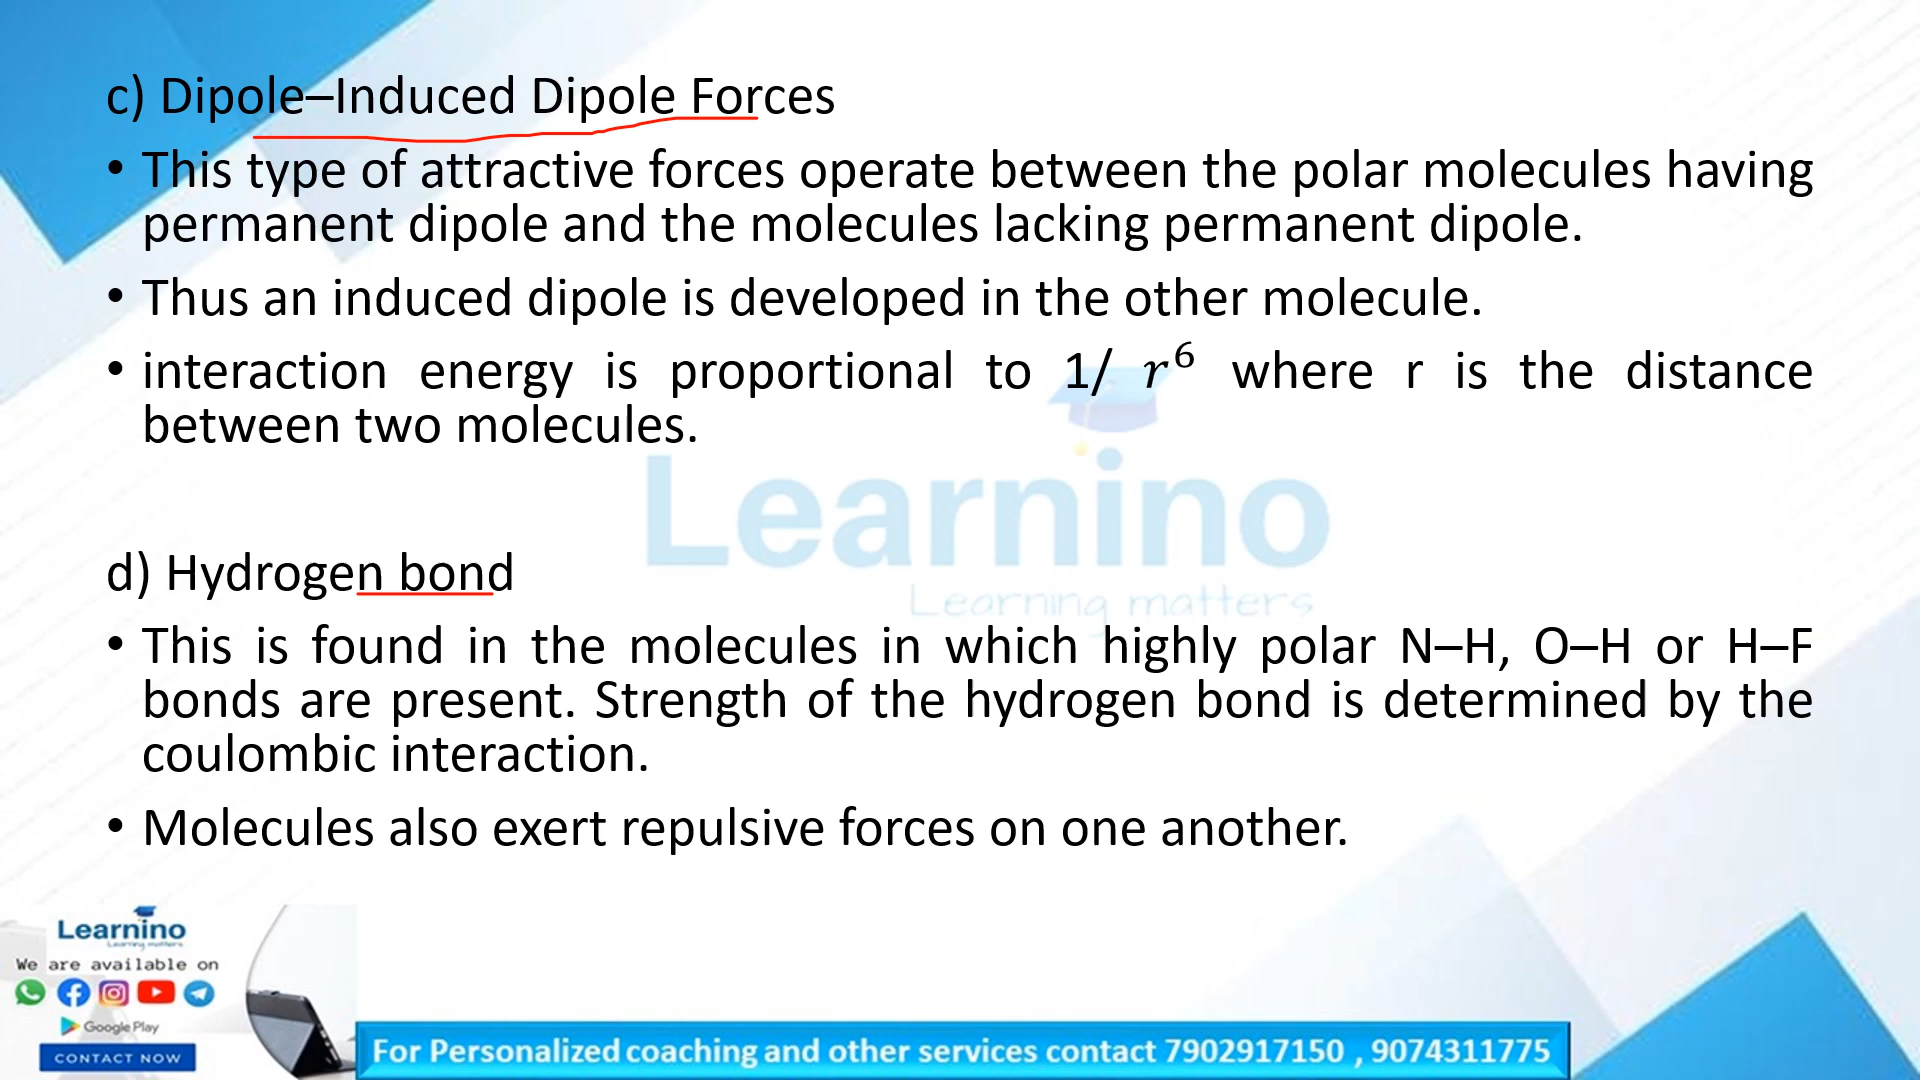 c) Dipole–Induced Dipole Forces
• This type of attractive forces operate between the polar molecules having
permanent dipole and the molecules lacking permanent dipole.
• Thus an induced dipole is developed in the other molecule.
• interaction energy is proportional to 1/ 𝑟⁶ where r is the distance
between two molecules.
Learnino
Learning matters
d) Hydrogen bond
• This is found in the molecules in which highly polar N–H, O–H or H–F
bonds are present. Strength of the hydrogen bond is determined by the
coulombic interaction.
• Molecules also exert repulsive forces on one another.
Learnino
Learning matters
We are available on
Google Play
CONTACT NOW
For Personalized coaching and other services contact 7902917150 , 9074311775